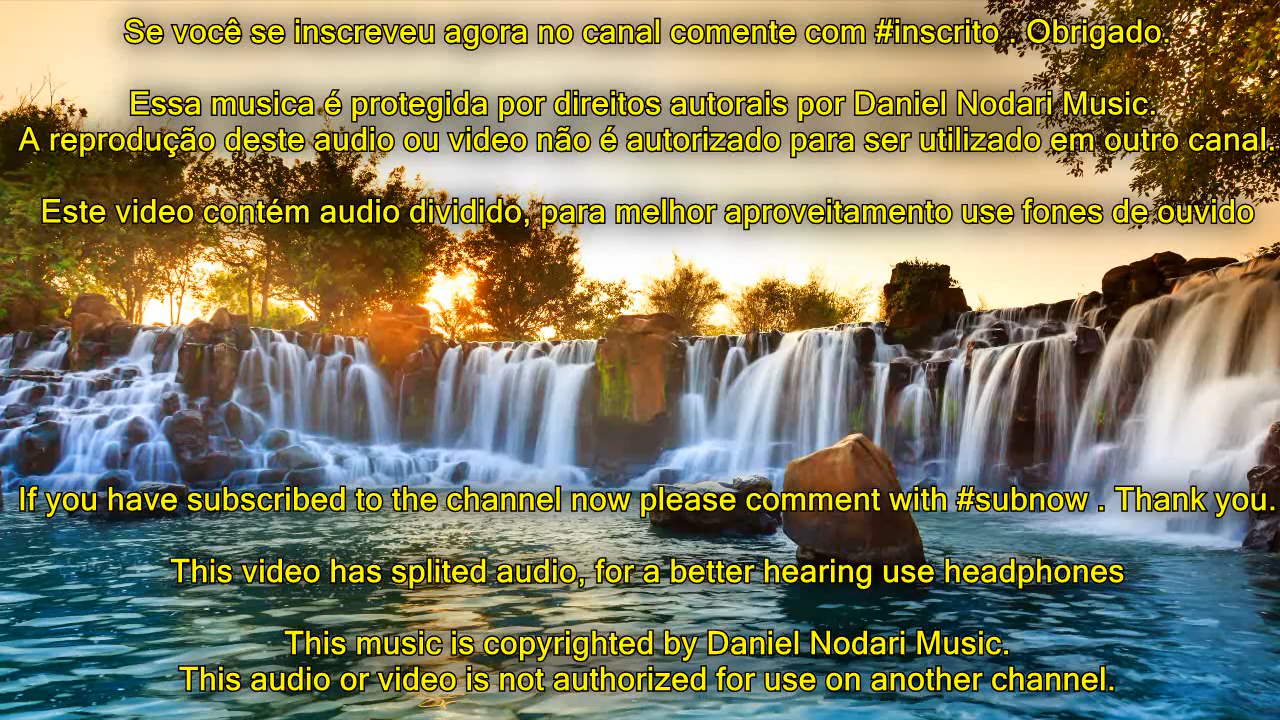 Se você se inscreveu agora no canal comente com #inscrito . Obrigado.
Essa musica é protegida por direitos autorais por Daniel Nodari Music.
A reprodução deste audio ou video não é autorizado para ser utilizado em outro canal.
Este video contém audio dividido, para melhor aproveitamento use fones de ouvido
If you have subscribed to the channel now please comment with #subnow . Thank you.
This video has splited audio, for a better hearing use headphones
This music is copyrighted by Daniel Nodari Music.
This audio or video is not authorized for use on another channel.